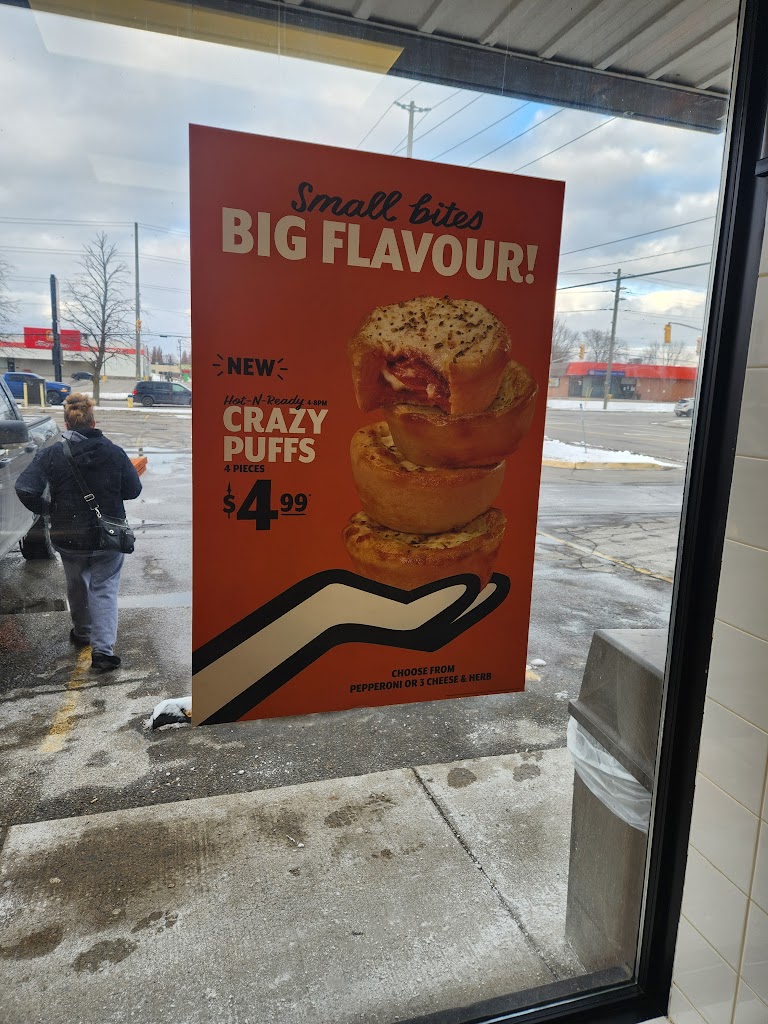 Small bites
BIG FLAVOUR!
NEW
Hot-N-Ready 4-8PM
CRAZY
PUFFS
4 PIECES
$4.99*
CHOOSE FROM
PEPPERONI OR 3 CHEESE & HERB